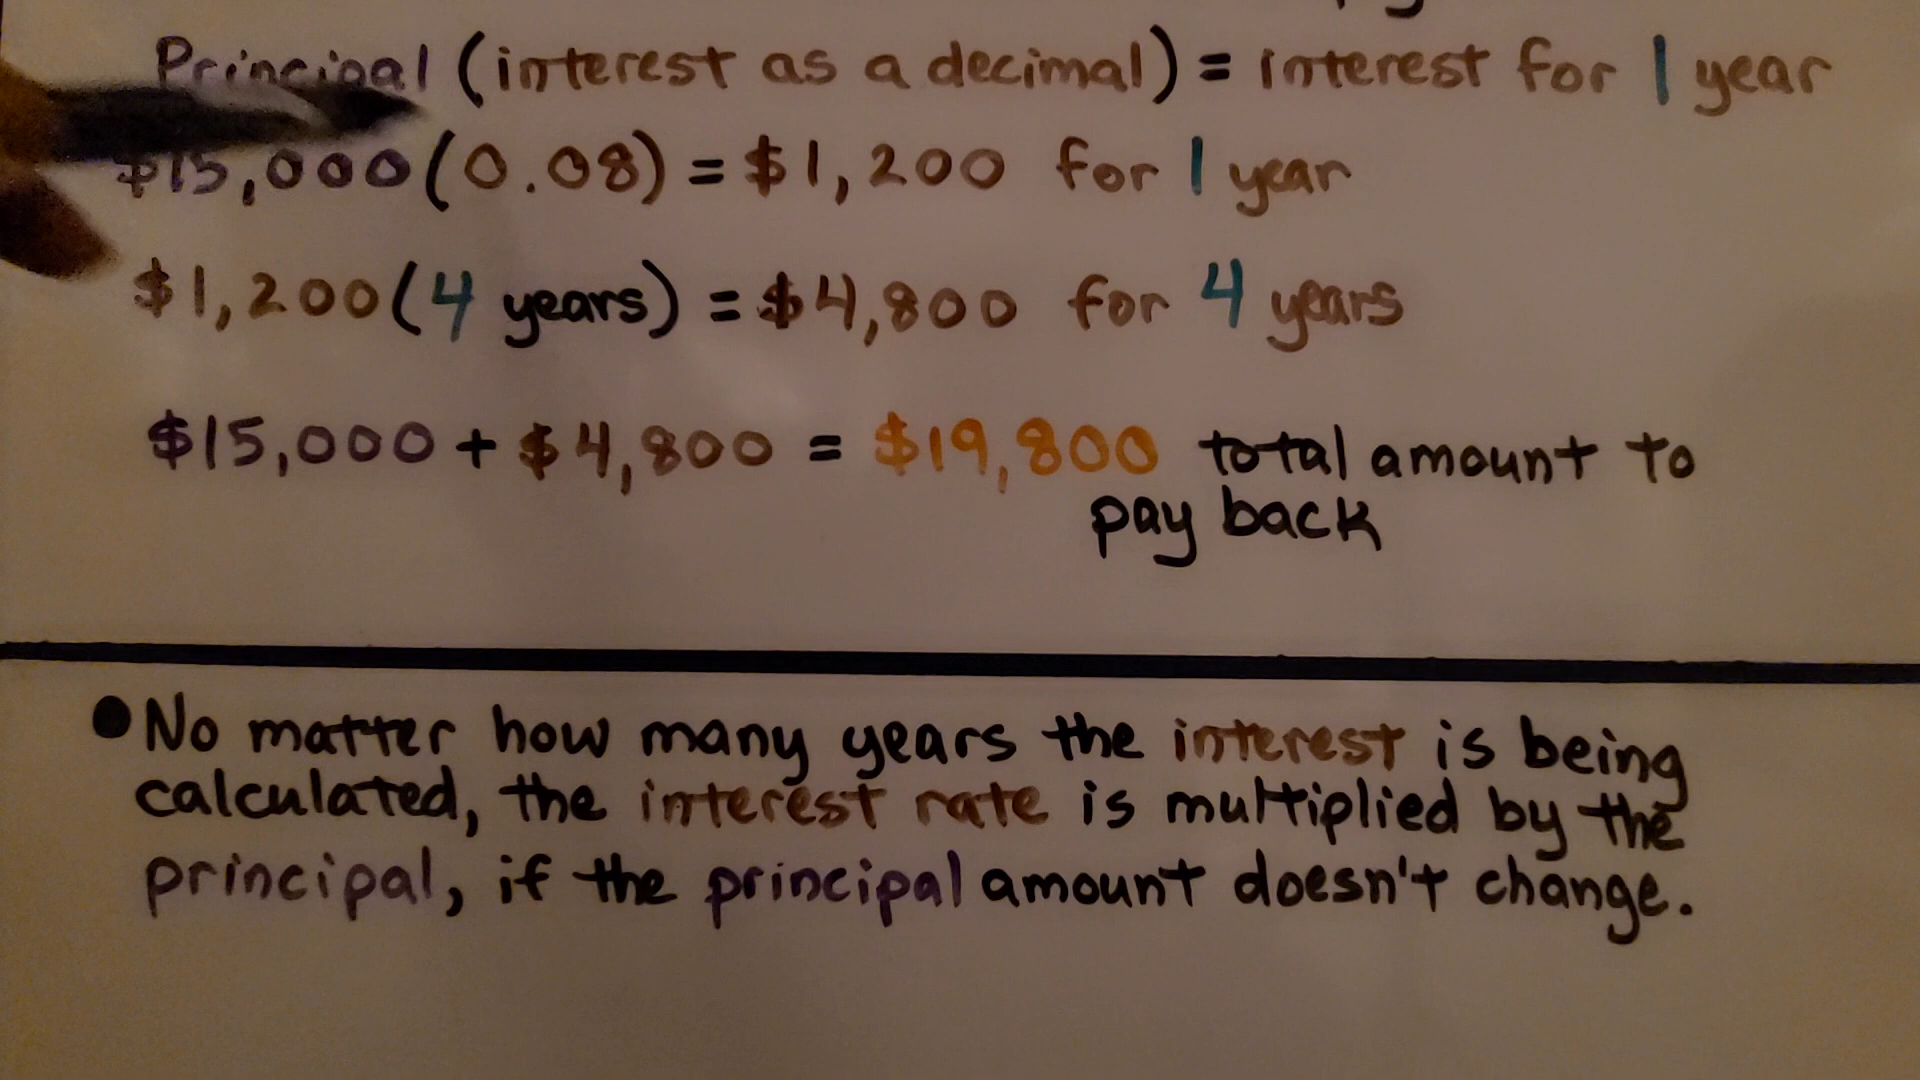 Principal (interest as a decimal) = interest for 1 year
$15,000(0.08) = $1,200 for 1 year
$1,200(4 years) = $4,800 for 4 years
$15,000 + $4,800 = $19,800 total amount to
pay back
●No matter how many years the interest is being
calculated, the interest rate is multiplied by the
principal, if the principal amount doesn't change.